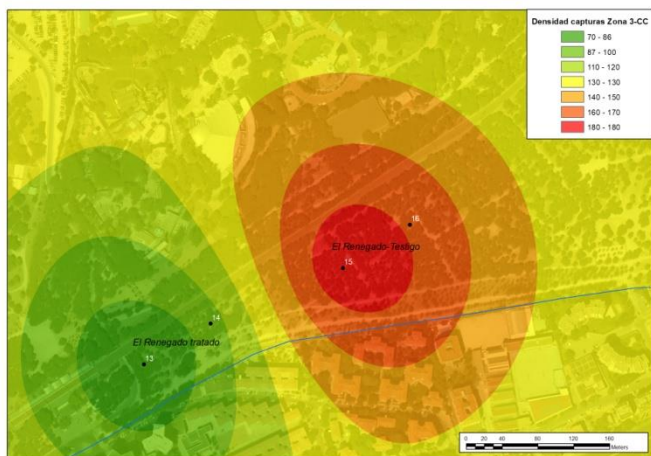 Densidad capturas Zona 3-CC
70 - 86
87 - 100
110 - 120
130 - 130
140 - 150
160 - 170
180 - 180
16
El Renegado-Testigo
15
14
El Renegado tratado
13
0 20 40 80 120 160
Meters